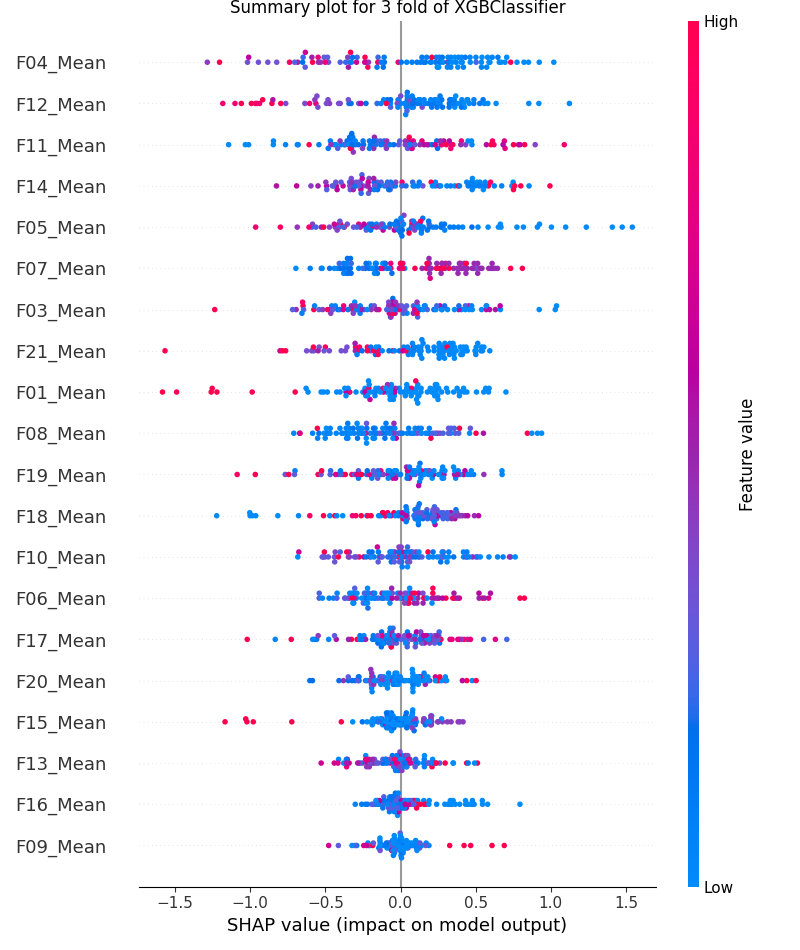 Summary plot for 3 fold of XGBClassifier
High
F04_Mean
F12_Mean
F11_Mean
F14_Mean
F05_Mean
F07_Mean
F03_Mean
F21_Mean
F01_Mean
F08_Mean
F19_Mean
F18_Mean
F10_Mean
F06_Mean
F17_Mean
F20_Mean
F15_Mean
F13_Mean
F16_Mean
F09_Mean
Feature value
Low
−1.5 −1.0 −0.5 0.0 0.5 1.0 1.5
SHAP value (impact on model output)